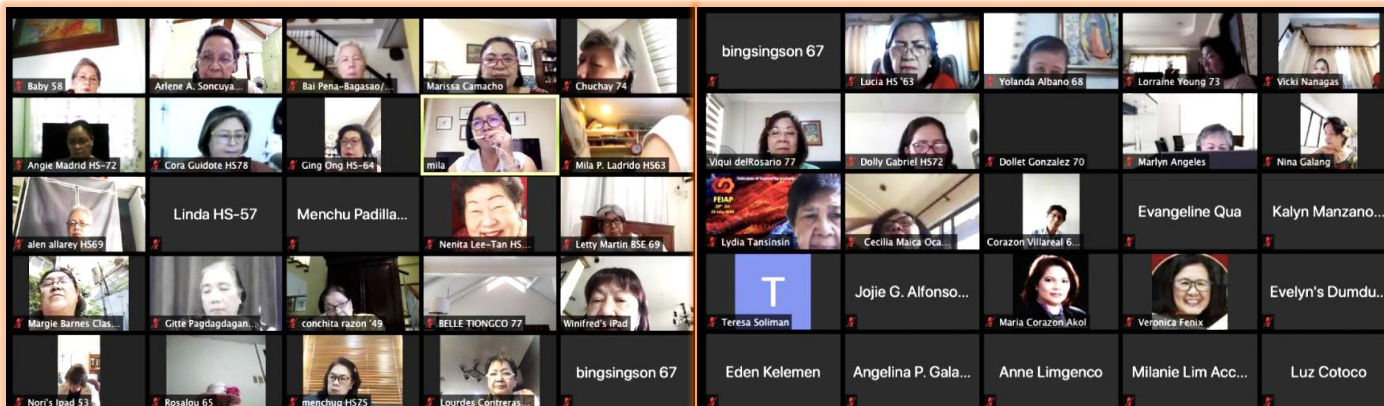 Baby 58
Arlene A. Soncuya...
Bai Pena-Bagasao/...
Marissa Camacho
Chuchay 74
Angie Madrid HS-72
Cora Guidote HS78
Ging Ong HS-64
mila
Mila P. Ladrido HS63
alen allarey HS69
Linda HS-57
Menchu Padilla...
Nenita Lee-Tan HS...
Letty Martin BSE 69
Margie Barnes Clas...
Gitte Pagdagdagan...
conchita razon '49
BELLE TIONGCO 77
Winifred's iPad
Nori's Ipad 53
Rosalou 65
menchug HS75
Lourdes Contreras...
bingsingson 67
bingsingson 67
Lucia HS '63
Yolanda Albano 68
Lorraine Young 73
Vicki Nanagas
Viqui delRosario 77
Dolly Gabriel HS72
Dollet Gonzalez 70
Marlyn Angeles
Nina Galang
FEIAP
Lydia Tansinsin
Cecilia Maica Oca...
Corazon Villareal 6...
Evangeline Qua
Kalyn Manzano...
T
Teresa Soliman
Jojie G. Alfonso...
Maria Corazon Akol
Veronica Fenix
Evelyn's Dumdu...
Eden Kelemen
Angelina P. Gala...
Anne Limgenco
Milanie Lim Acc...
Luz Cotoco